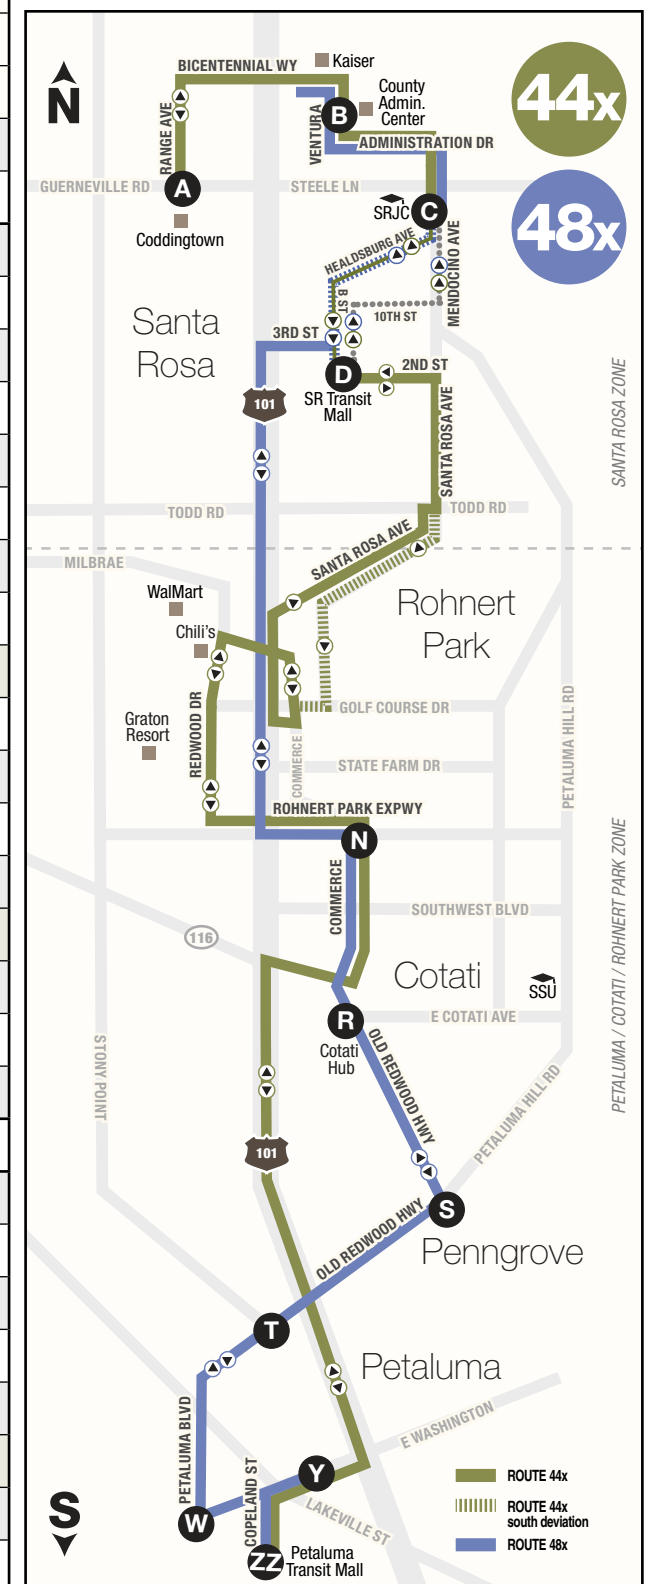 N
BICENTENNIAL WY
Kaiser
44x
County
Admin.
Center
RANGE AVE
VENTURA
B
ADMINISTRATION DR
GUERNEVILLE RD
A
STEELE LN
48x
Coddingtown
SRJC
C
HEALDSBURG AVE
MENDOCINO AVE
B ST
10TH ST
Santa
Rosa
3RD ST
D
2ND ST
SR Transit
Mall
101
SANTA ROSA AVE
SANTA ROSA ZONE
TODD RD
TODD RD
SANTA ROSA AVE
MILBRAE
WalMart
Rohnert
Park
Chili's
REDWOOD DR
Graton
Resort
GOLF COURSE DR
COMMERCE
STATE FARM DR
PETALUMA HILL RD
ROHNERT PARK EXPWY
N
COMMERCE
SOUTHWEST BLVD
116
Cotati
SSU
R
E COTATI AVE
Cotati
Hub
PETALUMA / COTATI / ROHNERT PARK ZONE
STONY POINT
OLD REDWOOD HWY
PETALUMA HILL RD
101
S
OLD REDWOOD HWY
Penngrove
T
Petaluma
PETALUMA BLVD
E WASHINGTON
COPELAND ST
Y
LAKEVILLE ST
W
ZZ
Petaluma
Transit Mall
S
ROUTE 44x
ROUTE 44x
south deviation
ROUTE 48x